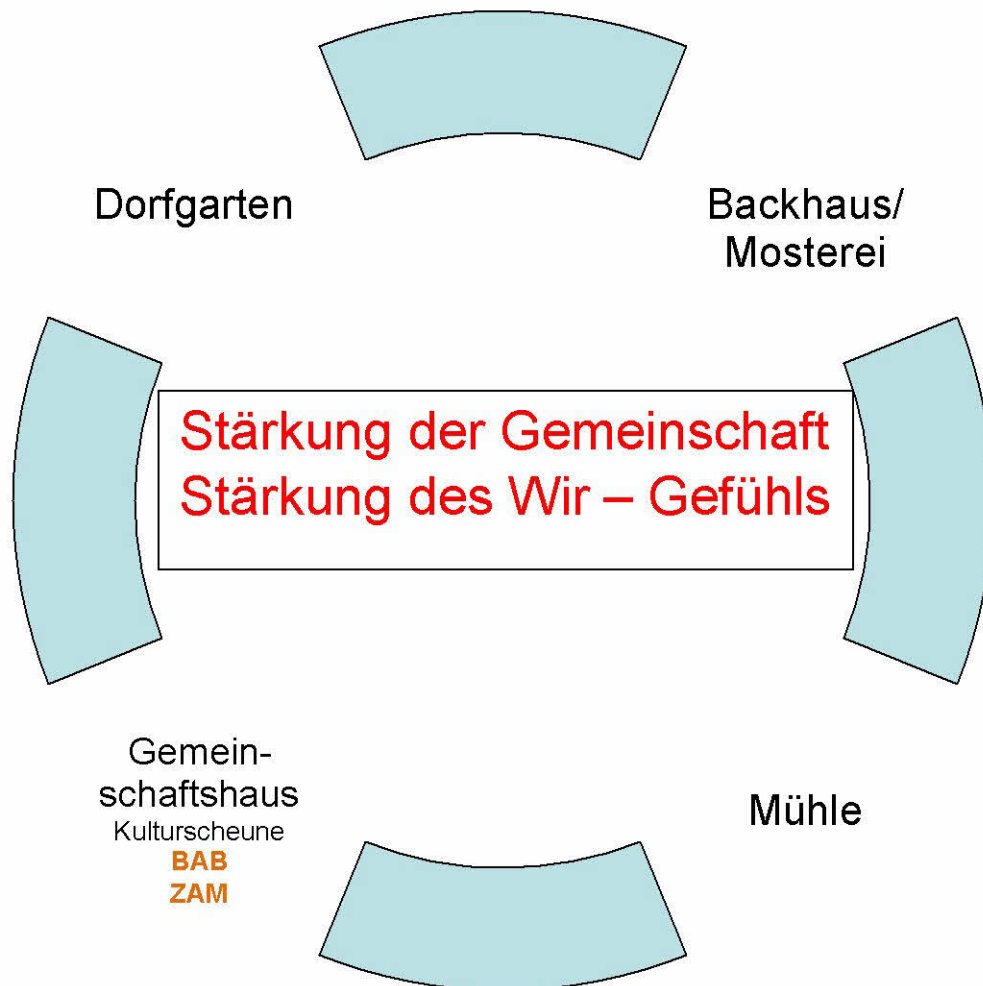 Dorfgarten
Backhaus/
Mosterei
Stärkung der Gemeinschaft
Stärkung des Wir – Gefühls
Gemein-
schaftshaus
Kulturscheune
BAB
ZAM
Mühle